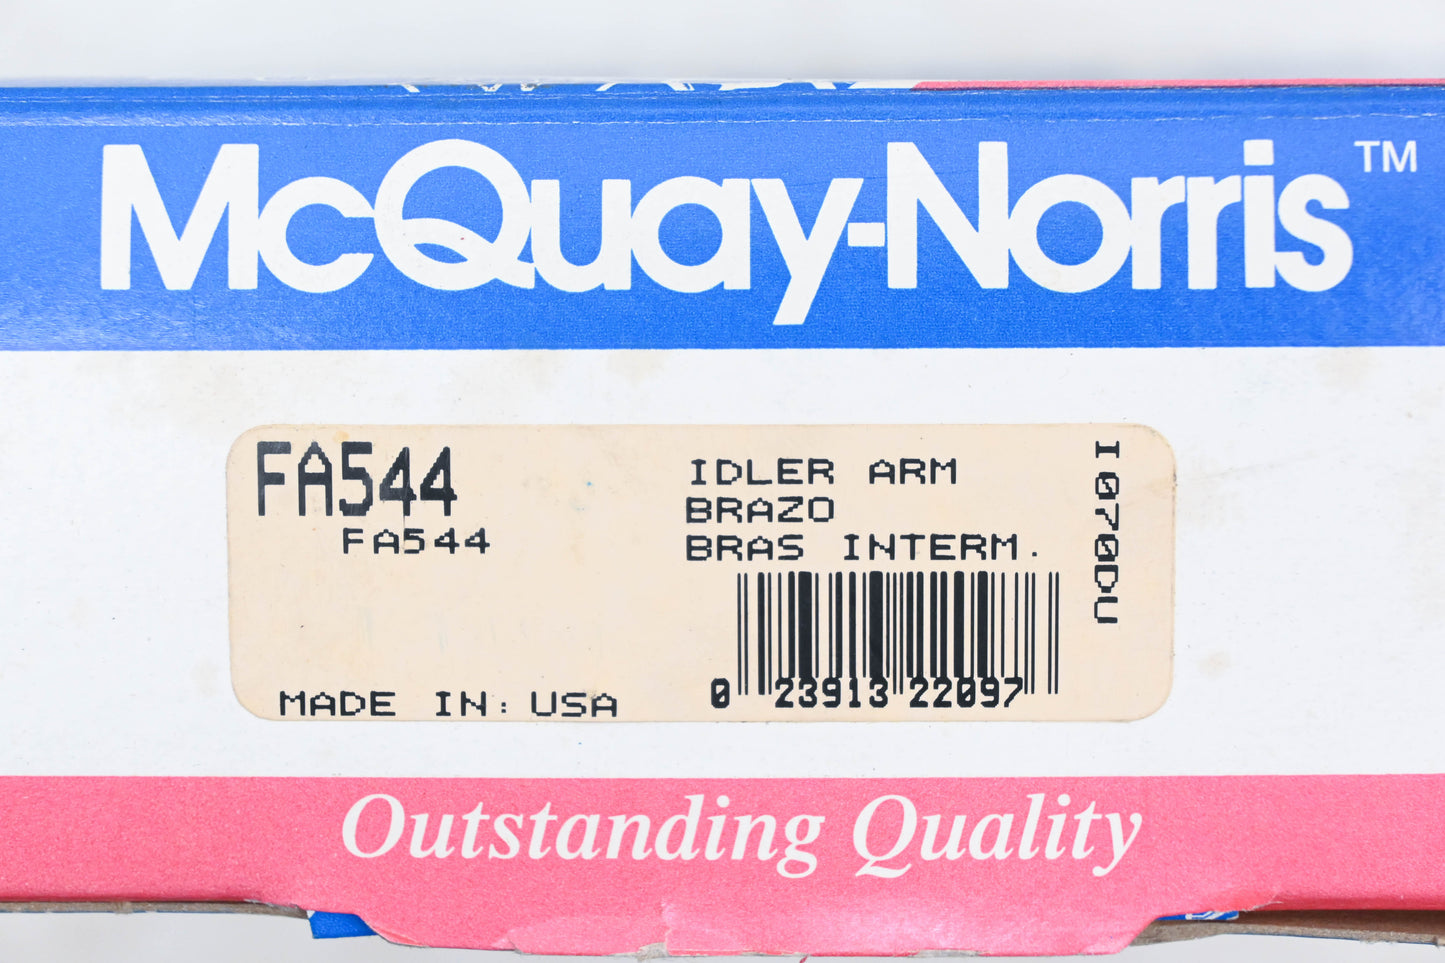 McQuay-Norris™
FA544
FA544
IDLER ARM
BRAZO
BRAS INTERM.
I070DU
MADE IN: USA
0 23913 22097
Outstanding Quality